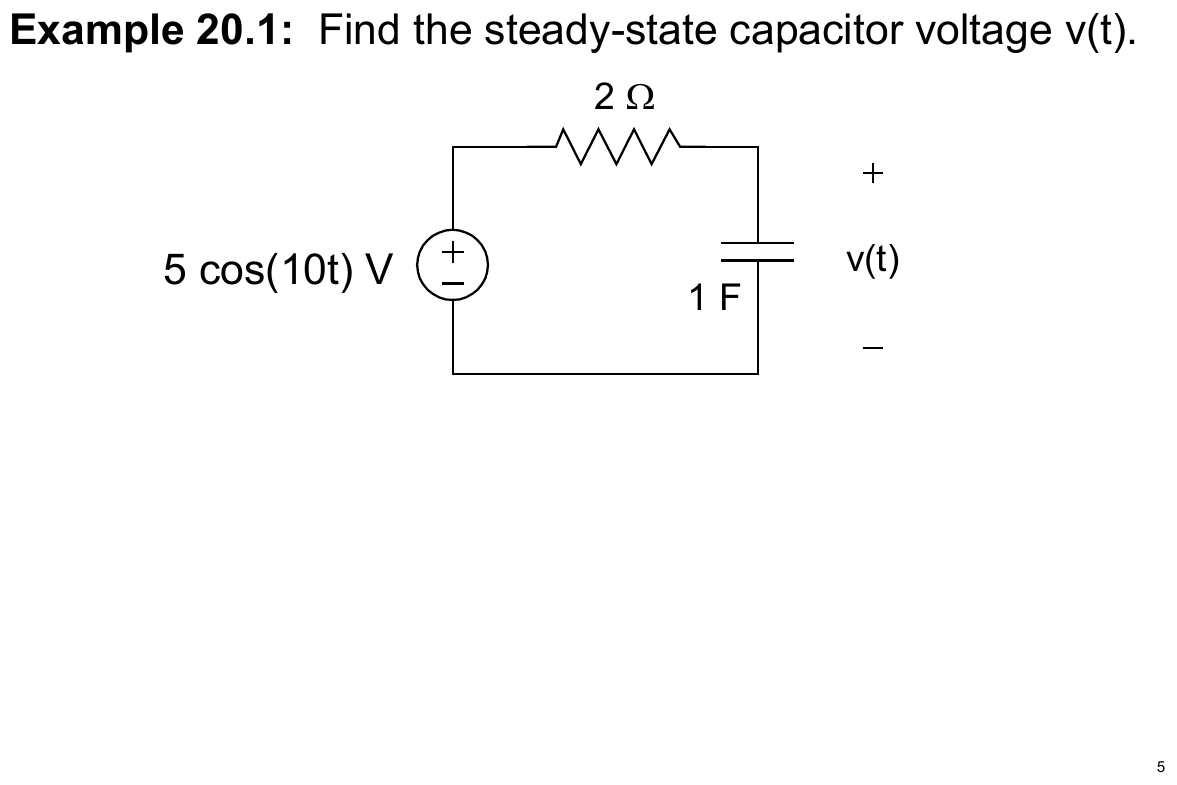 Example 20.1: Find the steady-state capacitor voltage v(t).
2 Ω
+
+
5 cos(10t) V
v(t)
−
1 F
−
5